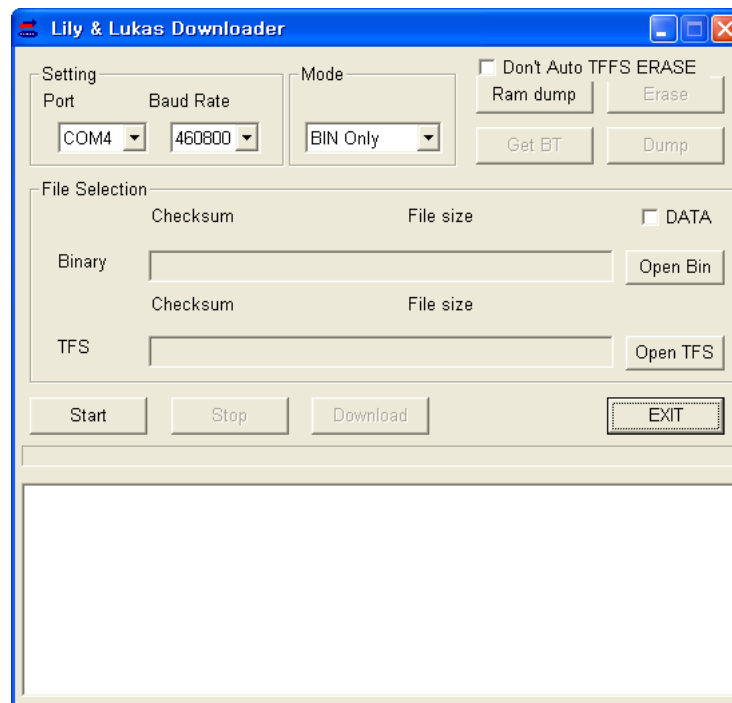 Lily & Lukas Downloader
Setting
Mode
Don't Auto TFFS ERASE
Port
Baud Rate
Ram dump
Erase
COM4
460800
BIN Only
Get BT
Dump
File Selection
Checksum
File size
DATA
Binary
Open Bin
Checksum
File size
TFS
Open TFS
Start
Stop
Download
EXIT